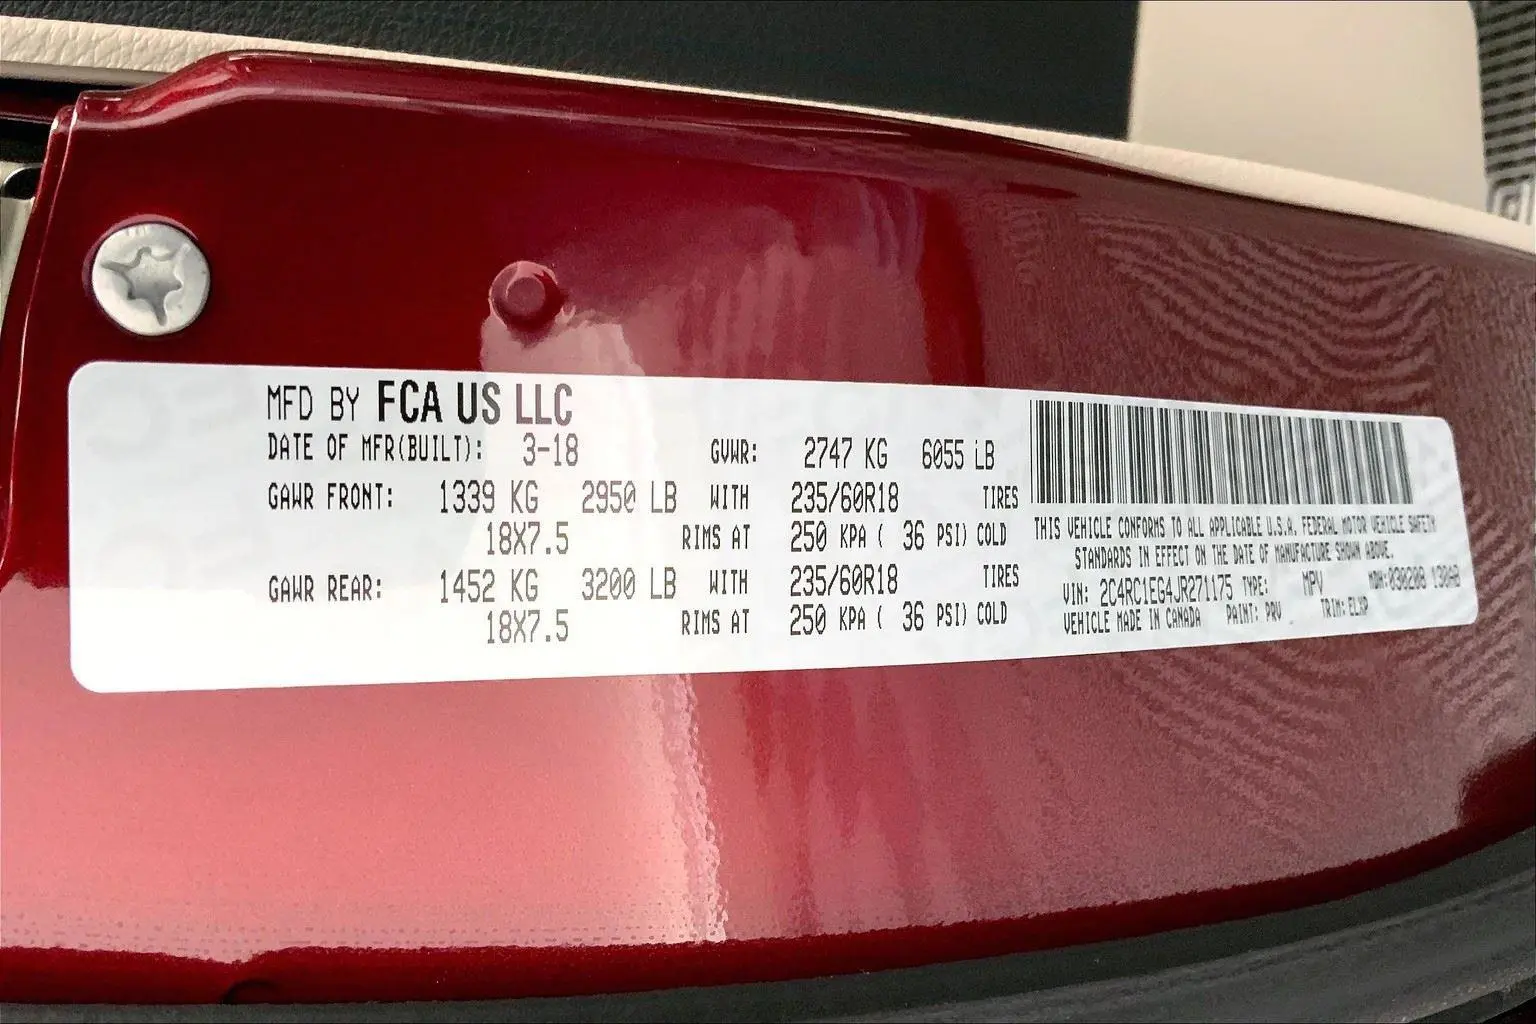 MFD BY FCA US LLC
DATE OF MFR(BUILT): 3-18 GVWR: 2747 KG 6055 LB
GAWR FRONT: 1339 KG 2950 LB WITH 235/60R18 TIRES
18X7.5 RIMS AT 250 KPA ( 36 PSI) COLD
GAWR REAR: 1452 KG 3200 LB WITH 235/60R18 TIRES
18X7.5 RIMS AT 250 KPA ( 36 PSI) COLD
THIS VEHICLE CONFORMS TO ALL APPLICABLE U.S.A. FEDERAL MOTOR VEHICLE SAFETY
STANDARDS IN EFFECT ON THE DATE OF MANUFACTURE SHOWN ABOVE.
VIN: 2C4RC1EG4JR271175 TYPE: MPV MDH:
VEHICLE MADE IN CANADA PAINT: PRV TRIM: